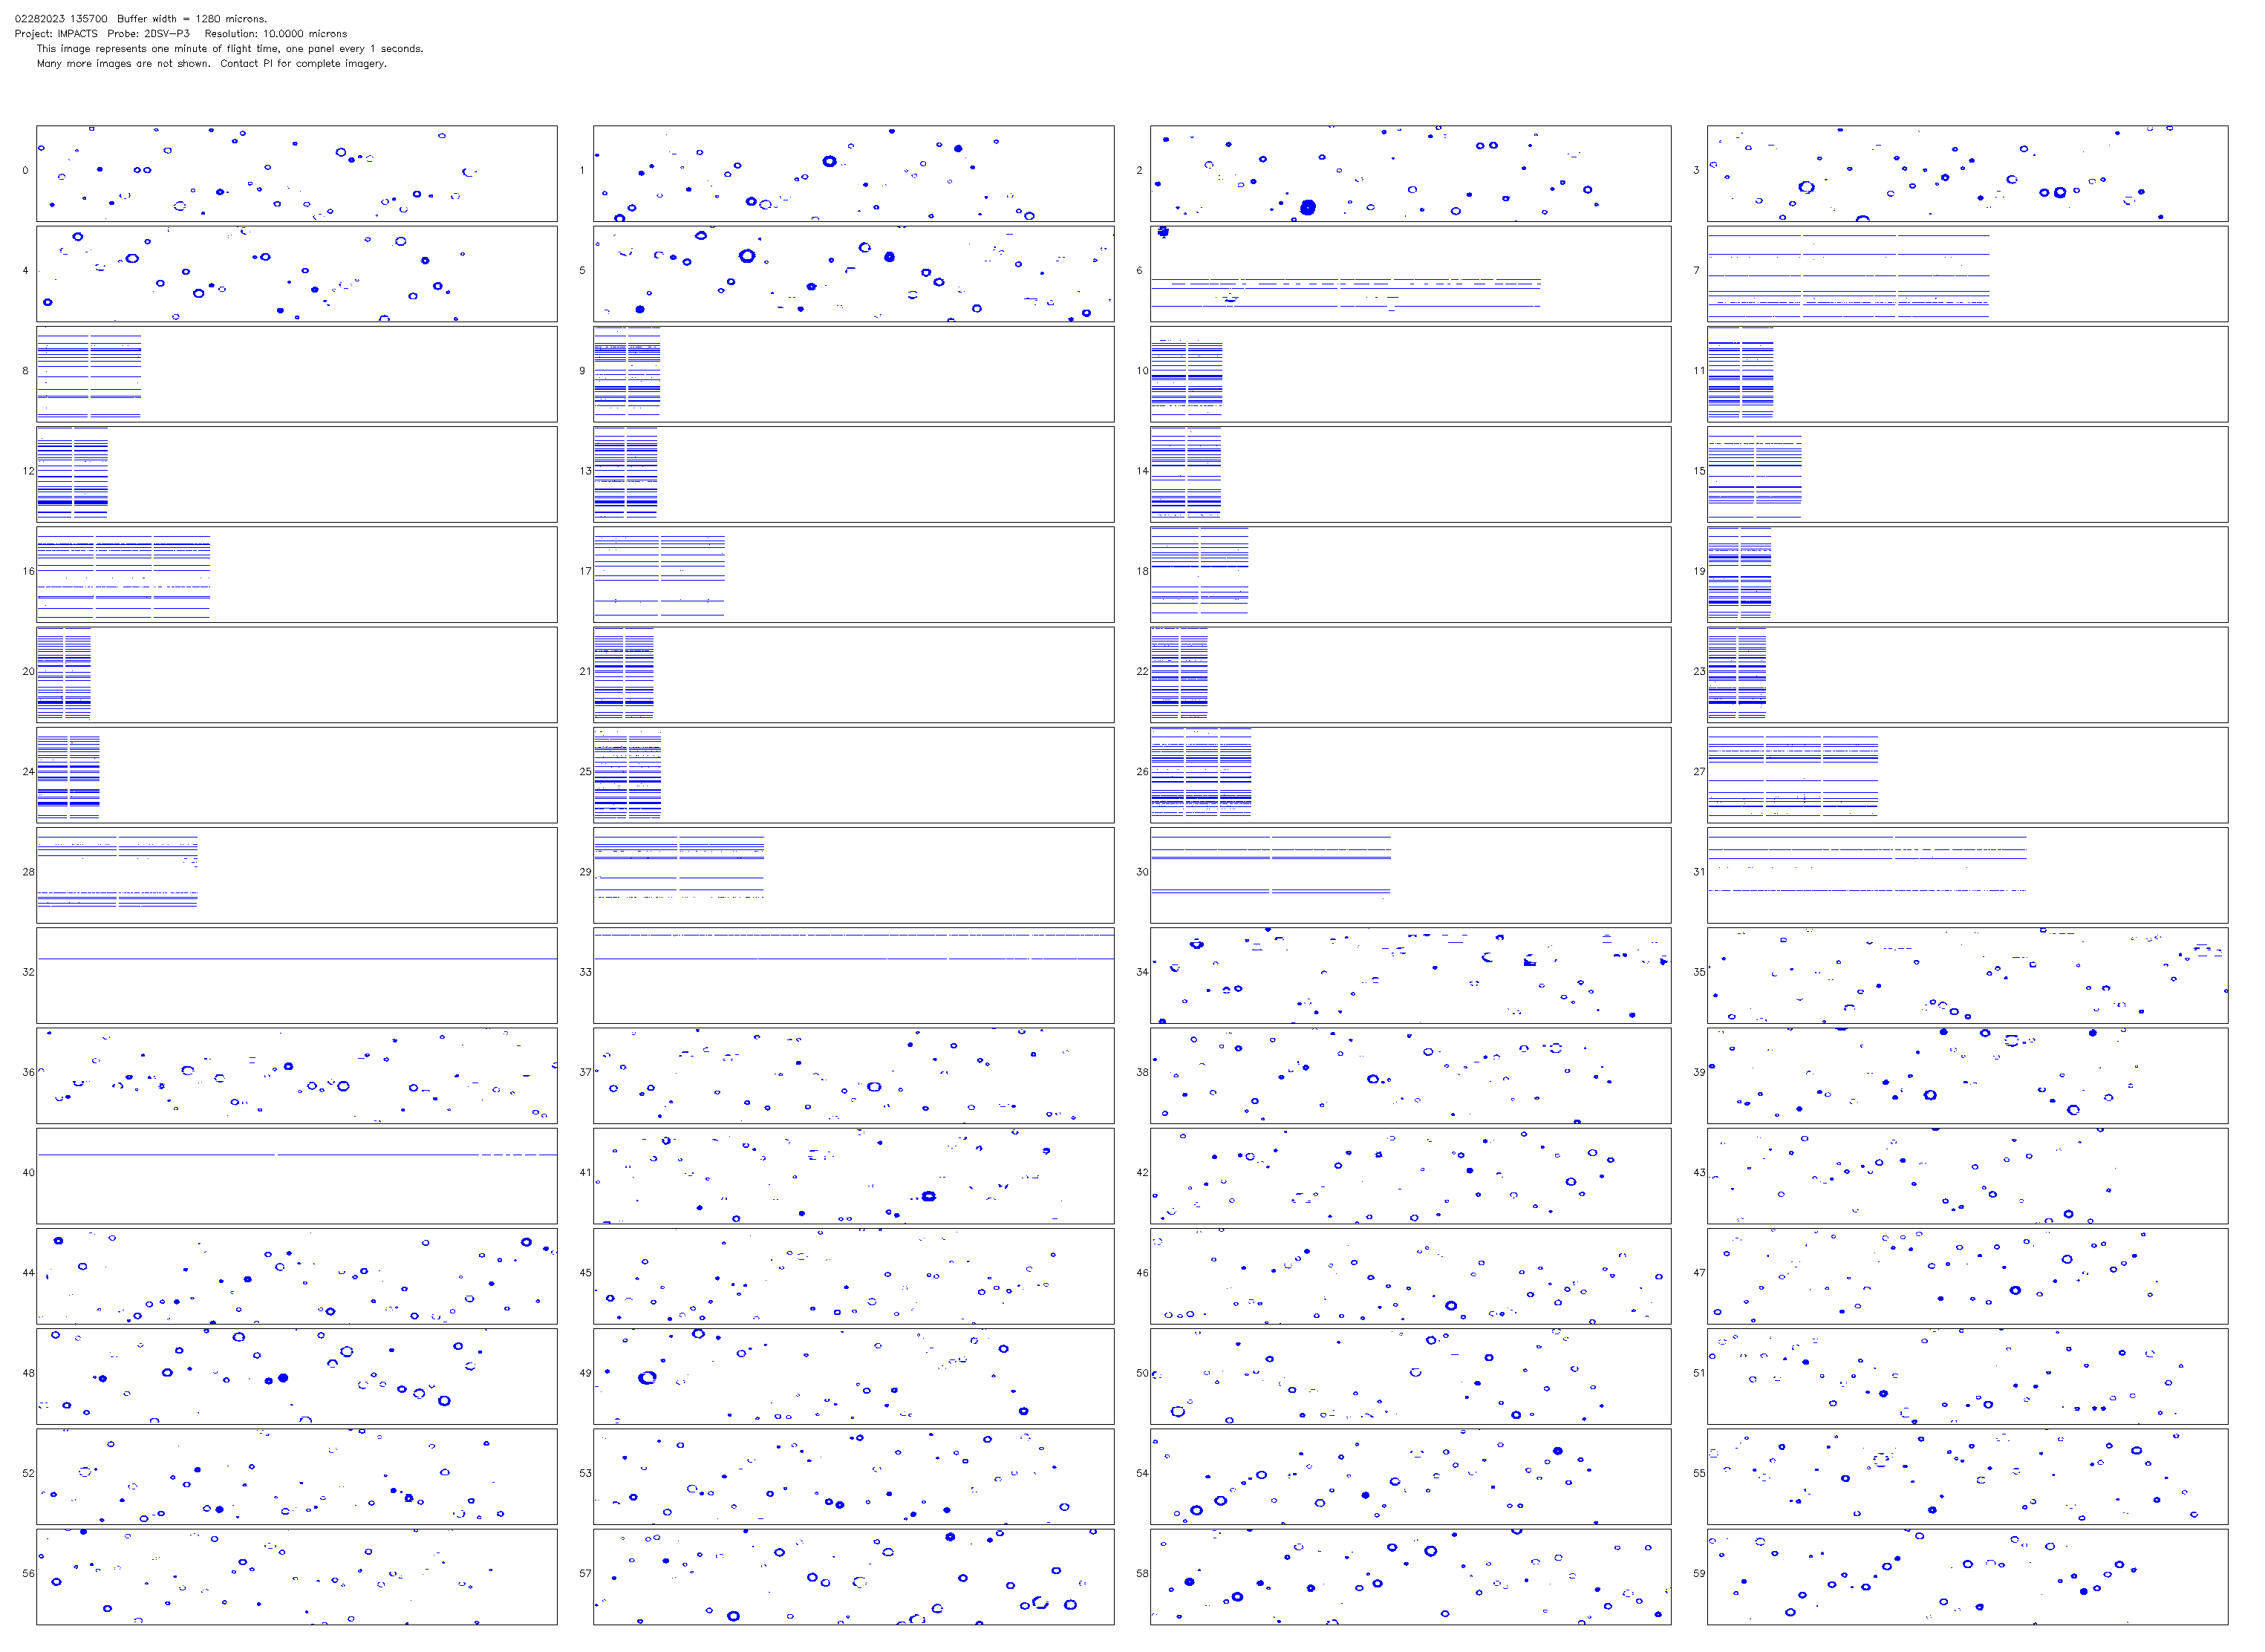 02282023 135700 Buffer width = 1280 microns.
Project: IMPACTS Probe: 2DSV-P3 Resolution: 10.0000 microns
This image represents one minute of flight time, one panel every 1 seconds.
Many more images are not shown. Contact PI for complete imagery.
0 1 2 3
4 5 6 7
8 9 10 11
12 13 14 15
16 17 18 19
20 21 22 23
24 25 26 27
28 29 30 31
32 33 34 35
36 37 38 39
40 41 42 43
44 45 46 47
48 49 50 51
52 53 54 55
56 57 58 59